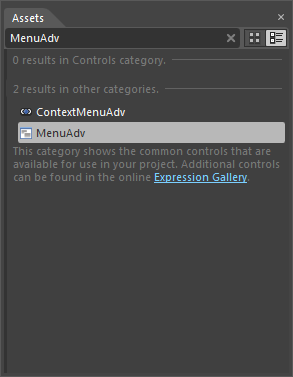 Assets
MenuAdv
0 results in Controls category.
2 results in other categories.
ContextMenuAdv
MenuAdv
This category shows the common controls that are
available for use in your project. Additional controls
can be found in the online Expression Gallery.